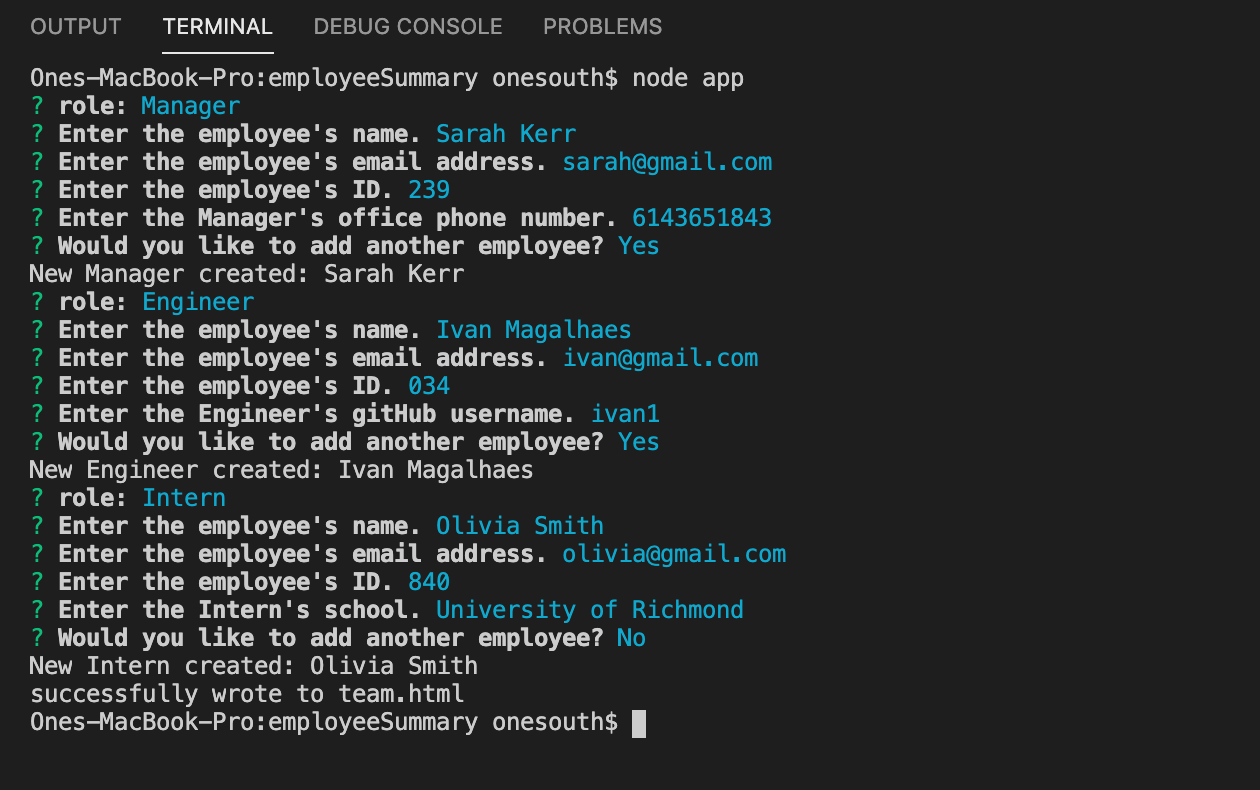 OUTPUT TERMINAL DEBUG CONSOLE PROBLEMS
Ones-MacBook-Pro:employeeSummary onesouth$ node app
? role: Manager
? Enter the employee's name. Sarah Kerr
? Enter the employee's email address. sarah@gmail.com
? Enter the employee's ID. 239
? Enter the Manager's office phone number. 6143651843
? Would you like to add another employee? Yes
New Manager created: Sarah Kerr
? role: Engineer
? Enter the employee's name. Ivan Magalhaes
? Enter the employee's email address. ivan@gmail.com
? Enter the employee's ID. 034
? Enter the Engineer's gitHub username. ivan1
? Would you like to add another employee? Yes
New Engineer created: Ivan Magalhaes
? role: Intern
? Enter the employee's name. Olivia Smith
? Enter the employee's email address. olivia@gmail.com
? Enter the employee's ID. 840
? Enter the Intern's school. University of Richmond
? Would you like to add another employee? No
New Intern created: Olivia Smith
successfully wrote to team.html
Ones-MacBook-Pro:employeeSummary onesouth$